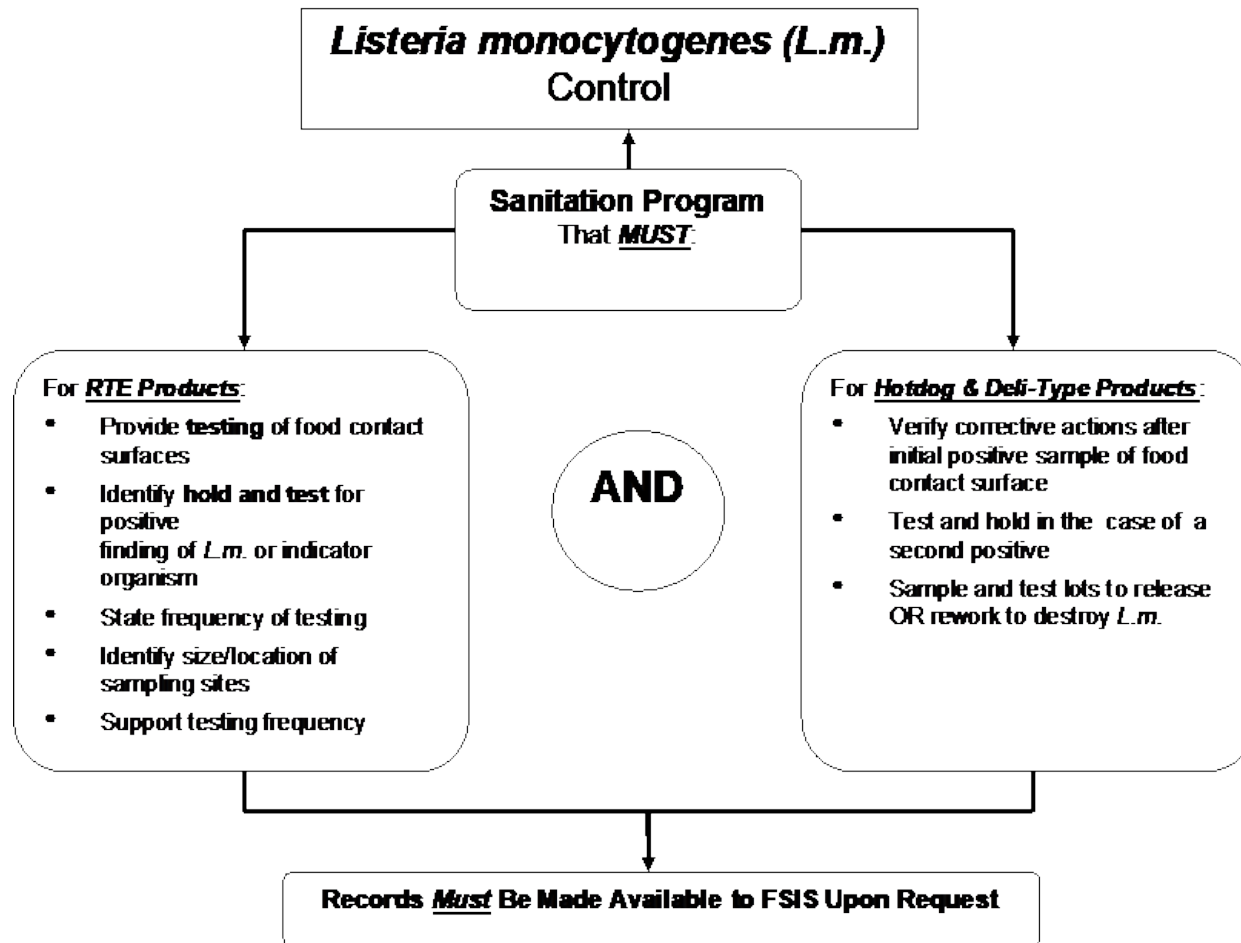 Listeria monocytogenes (L.m.)
Control
Sanitation Program
That MUST:
For RTE Products:
• Provide testing of food contact
surfaces
• Identify hold and test for
positive
finding of L.m. or indicator
organism
• State frequency of testing
• Identify size/location of
sampling sites
• Support testing frequency
AND
For Hotdog & Deli-Type Products:
• Verify corrective actions after
initial positive sample of food
contact surface
• Test and hold in the case of a
second positive
• Sample and test lots to release
OR rework to destroy L.m.
Records Must Be Made Available to FSIS Upon Request